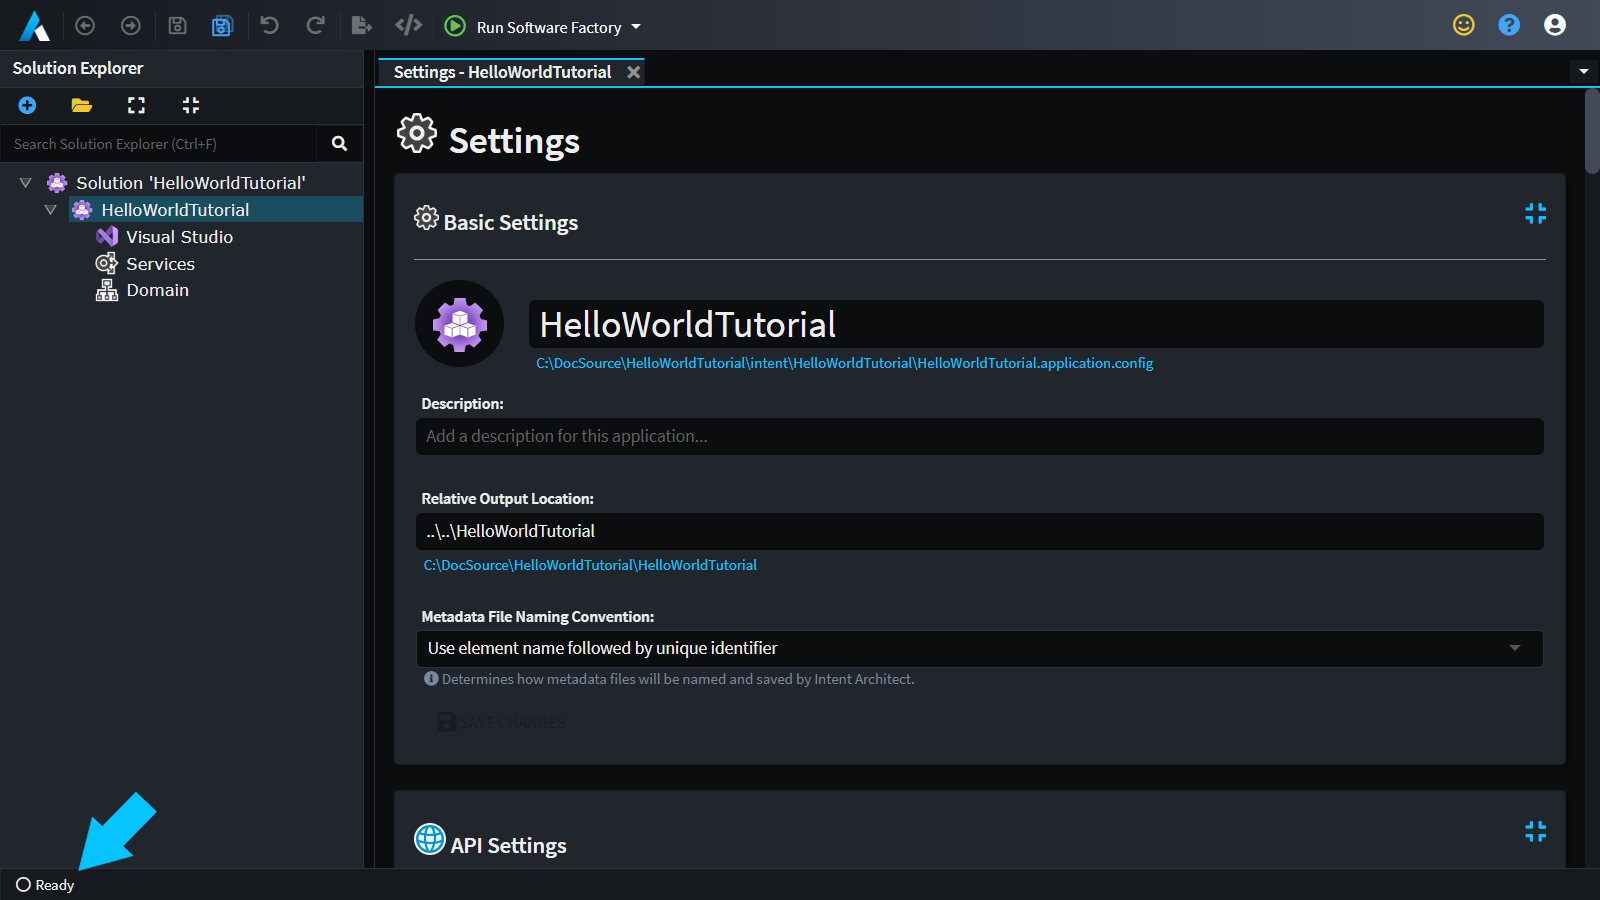 Run Software Factory
Solution Explorer
Search Solution Explorer (Ctrl+F)
Solution 'HelloWorldTutorial'
HelloWorldTutorial
Visual Studio
Services
Domain
Settings - HelloWorldTutorial
Settings
Basic Settings
HelloWorldTutorial
C:\DocSource\HelloWorldTutorial\intent\HelloWorldTutorial\HelloWorldTutorial.application.config
Description:
Add a description for this application...
Relative Output Location:
..\..\HelloWorldTutorial
C:\DocSource\HelloWorldTutorial\HelloWorldTutorial
Metadata File Naming Convention:
Use element name followed by unique identifier
Determines how metadata files will be named and saved by Intent Architect.
SAVE CHANGES
API Settings
Ready